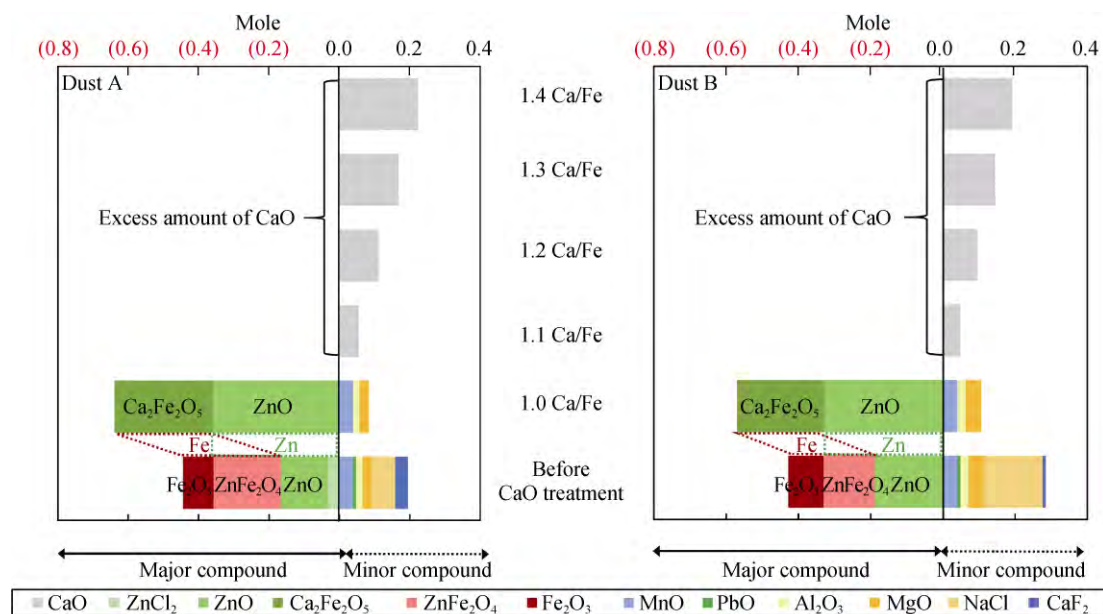 Mole
(0.8) (0.6) (0.4) (0.2) 0.0 0.2 0.4
Dust A
Excess amount of CaO
Ca₂Fe₂O₅ ZnO
Fe Zn
Fe₂O₃ ZnFe₂O₄ ZnO
Major compound Minor compound
1.4 Ca/Fe
1.3 Ca/Fe
1.2 Ca/Fe
1.1 Ca/Fe
1.0 Ca/Fe
Before
CaO treatment
Mole
(0.8) (0.6) (0.4) (0.2) 0.0 0.2 0.4
Dust B
Excess amount of CaO
Ca₂Fe₂O₅ ZnO
Fe Zn
Fe₂O₃ ZnFe₂O₄ ZnO
Major compound Minor compound
CaO ZnCl₂ ZnO Ca₂Fe₂O₅ ZnFe₂O₄ Fe₂O₃ MnO PbO Al₂O₃ MgO NaCl CaF₂